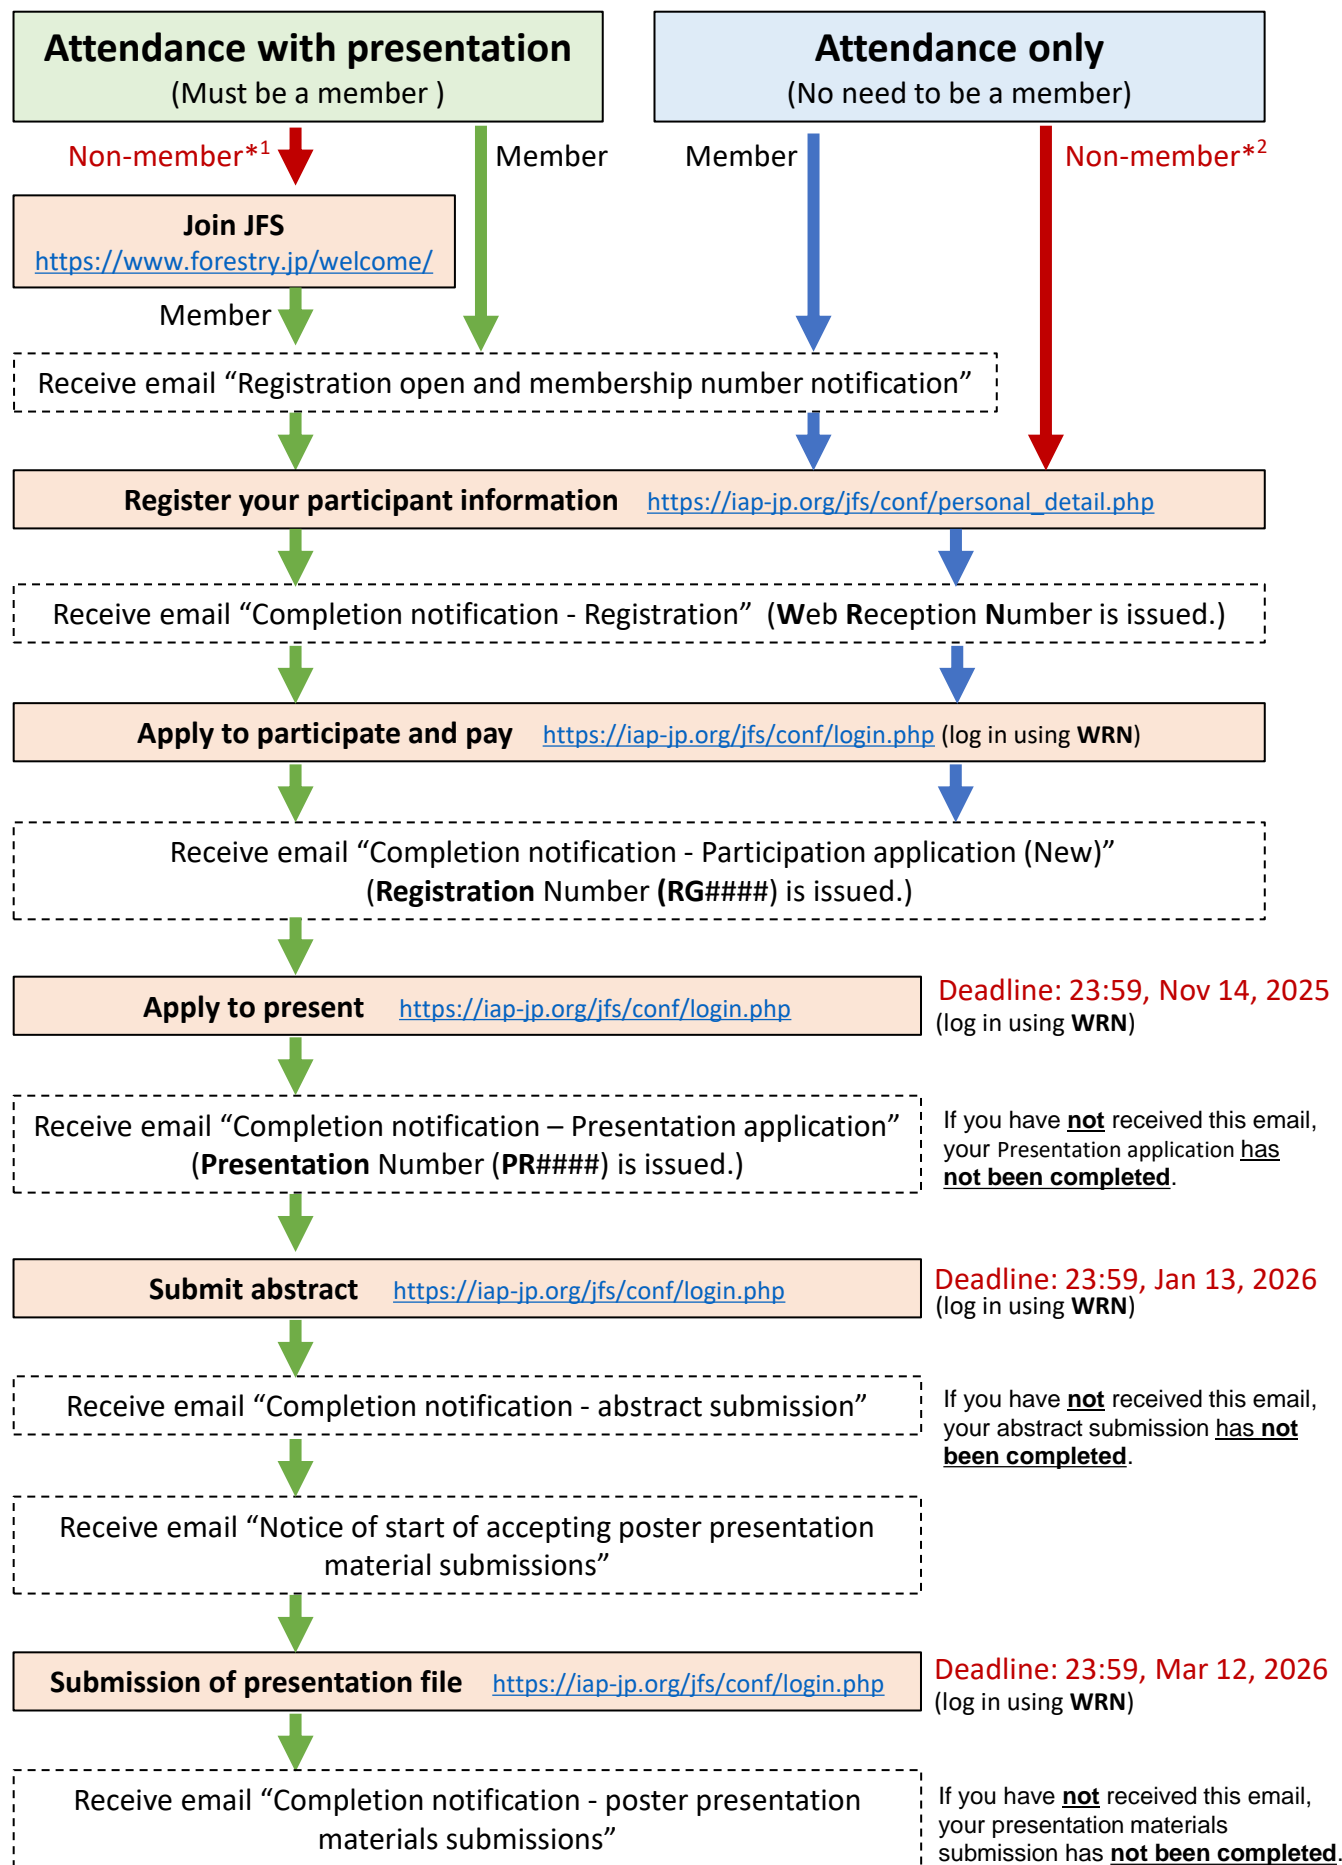 Attendance with presentation
(Must be a member )
Attendance only
(No need to be a member)
Non-member*1
Member
Member
Non-member*2
Join JFS
https://www.forestry.jp/welcome/
Member
Receive email “Registration open and membership number notification”
Register your participant information https://iap-jp.org/jfs/conf/personal_detail.php
Receive email “Completion notification - Registration” (Web Reception Number is issued.)
Apply to participate and pay https://iap-jp.org/jfs/conf/login.php (log in using WRN)
Receive email “Completion notification - Participation application (New)”
(Registration Number (RG####) is issued.)
Apply to present https://iap-jp.org/jfs/conf/login.php
Deadline: 23:59, Nov 14, 2025
(log in using WRN)
Receive email “Completion notification – Presentation application”
(Presentation Number (PR####) is issued.)
If you have not received this email,
your Presentation application has
not been completed.
Submit abstract https://iap-jp.org/jfs/conf/login.php
Deadline: 23:59, Jan 13, 2026
(log in using WRN)
Receive email “Completion notification - abstract submission”
If you have not received this email,
your abstract submission has not
been completed.
Receive email “Notice of start of accepting poster presentation
material submissions”
Submission of presentation file https://iap-jp.org/jfs/conf/login.php
Deadline: 23:59, Mar 12, 2026
(log in using WRN)
Receive email “Completion notification - poster presentation
materials submissions”
If you have not received this email,
your presentation materials
submission has not been completed.